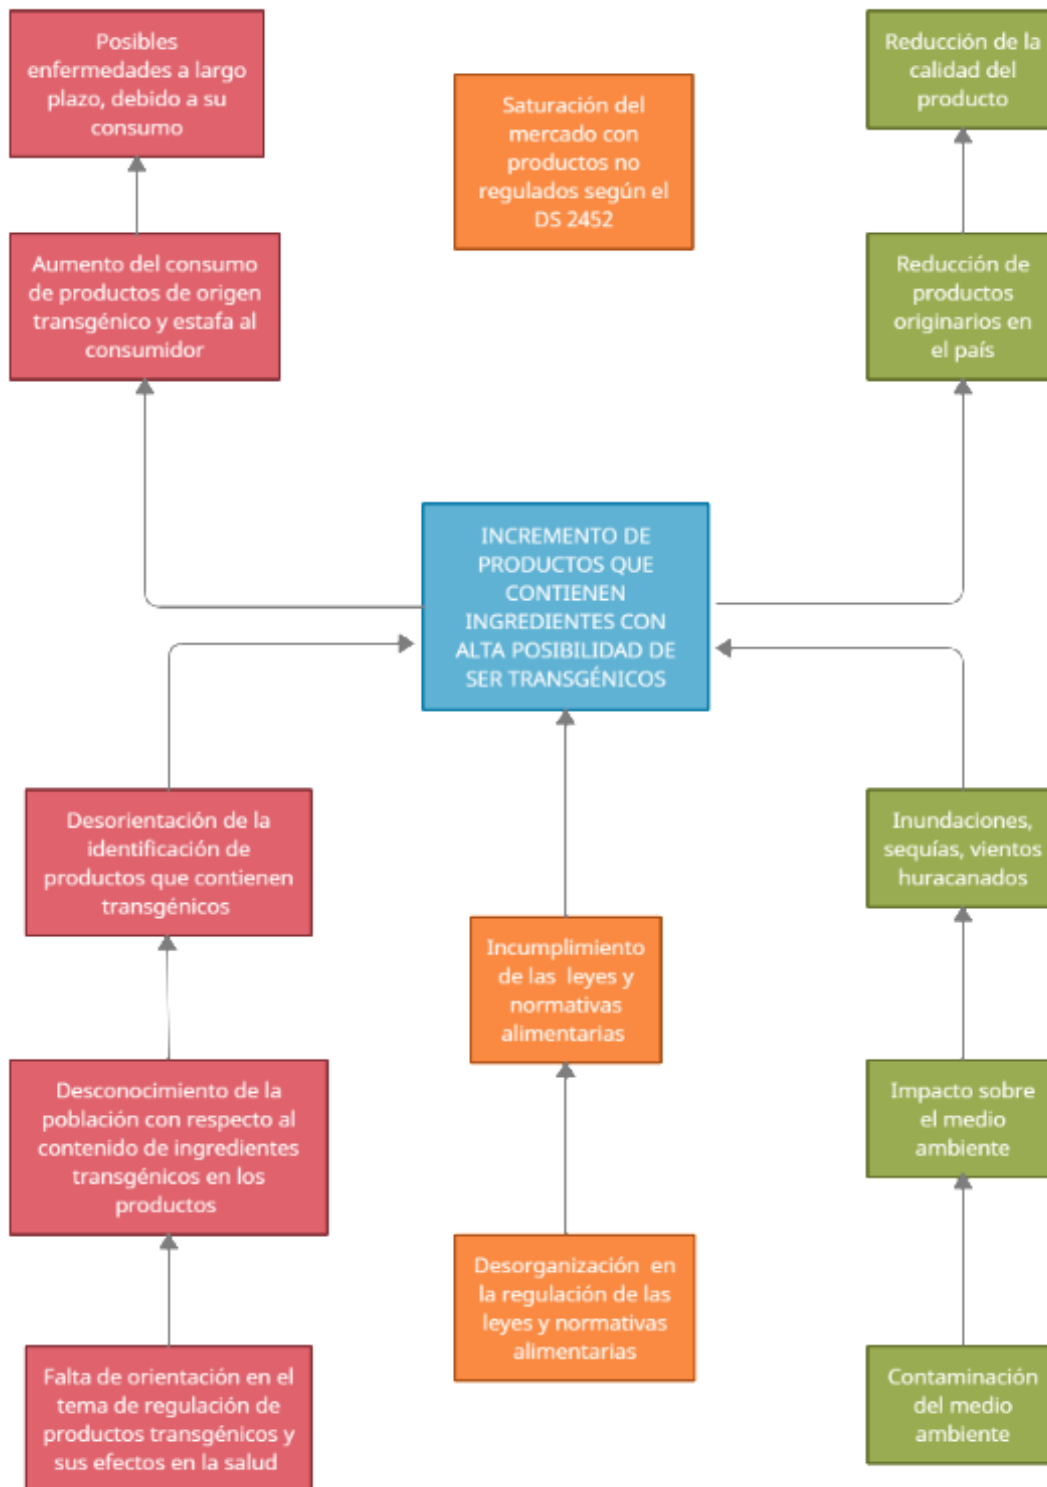 Posibles
enfermedades a largo
plazo, debido a su
consumo
Saturación del
mercado con
productos no
regulados según el
DS 2452
Reducción de la
calidad del
producto
Aumento del consumo
de productos de origen
transgénico y estafa al
consumidor
Reducción de
productos
originarios en
el país
INCREMENTO DE
PRODUCTOS QUE
CONTIENEN
INGREDIENTES CON
ALTA POSIBILIDAD DE
SER TRANSGÉNICOS
Desorientación de la
identificación de
productos que contienen
transgénicos
Incumplimiento
de las leyes y
normativas
alimentarias
Inundaciones,
sequías, vientos
huracanados
Desconocimiento de la
población con respecto al
contenido de ingredientes
transgénicos en los
productos
Impacto sobre
el medio
ambiente
Desorganización en
la regulación de las
leyes y normativas
alimentarias
Falta de orientación en el
tema de regulación de
productos transgénicos y
sus efectos en la salud
Contaminación
del medio
ambiente